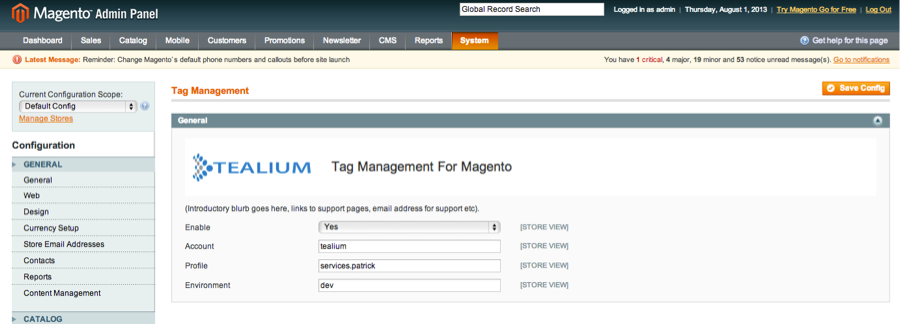 Magento™ Admin Panel
Global Record Search
Logged in as admin | Thursday, August 1, 2013 | Try Magento Go for Free | Log Out
Dashboard Sales Catalog Mobile Customers Promotions Newsletter CMS Reports System
Get help for this page
Latest Message: Reminder: Change Magento`s default phone numbers and callouts before site launch
You have 1 critical, 4 major, 19 minor and 53 notice unread message(s). Go to notifications
Current Configuration Scope:
Default Config
Manage Stores
Configuration
GENERAL
General
Web
Design
Currency Setup
Store Email Addresses
Contacts
Reports
Content Management
CATALOG
Tag Management
Save Config
General
TEALIUM Tag Management For Magento
(Introductory blurb goes here, links to support pages, email address for support etc).
Enable Yes [STORE VIEW]
Account tealium [STORE VIEW]
Profile services.patrick [STORE VIEW]
Environment dev [STORE VIEW]